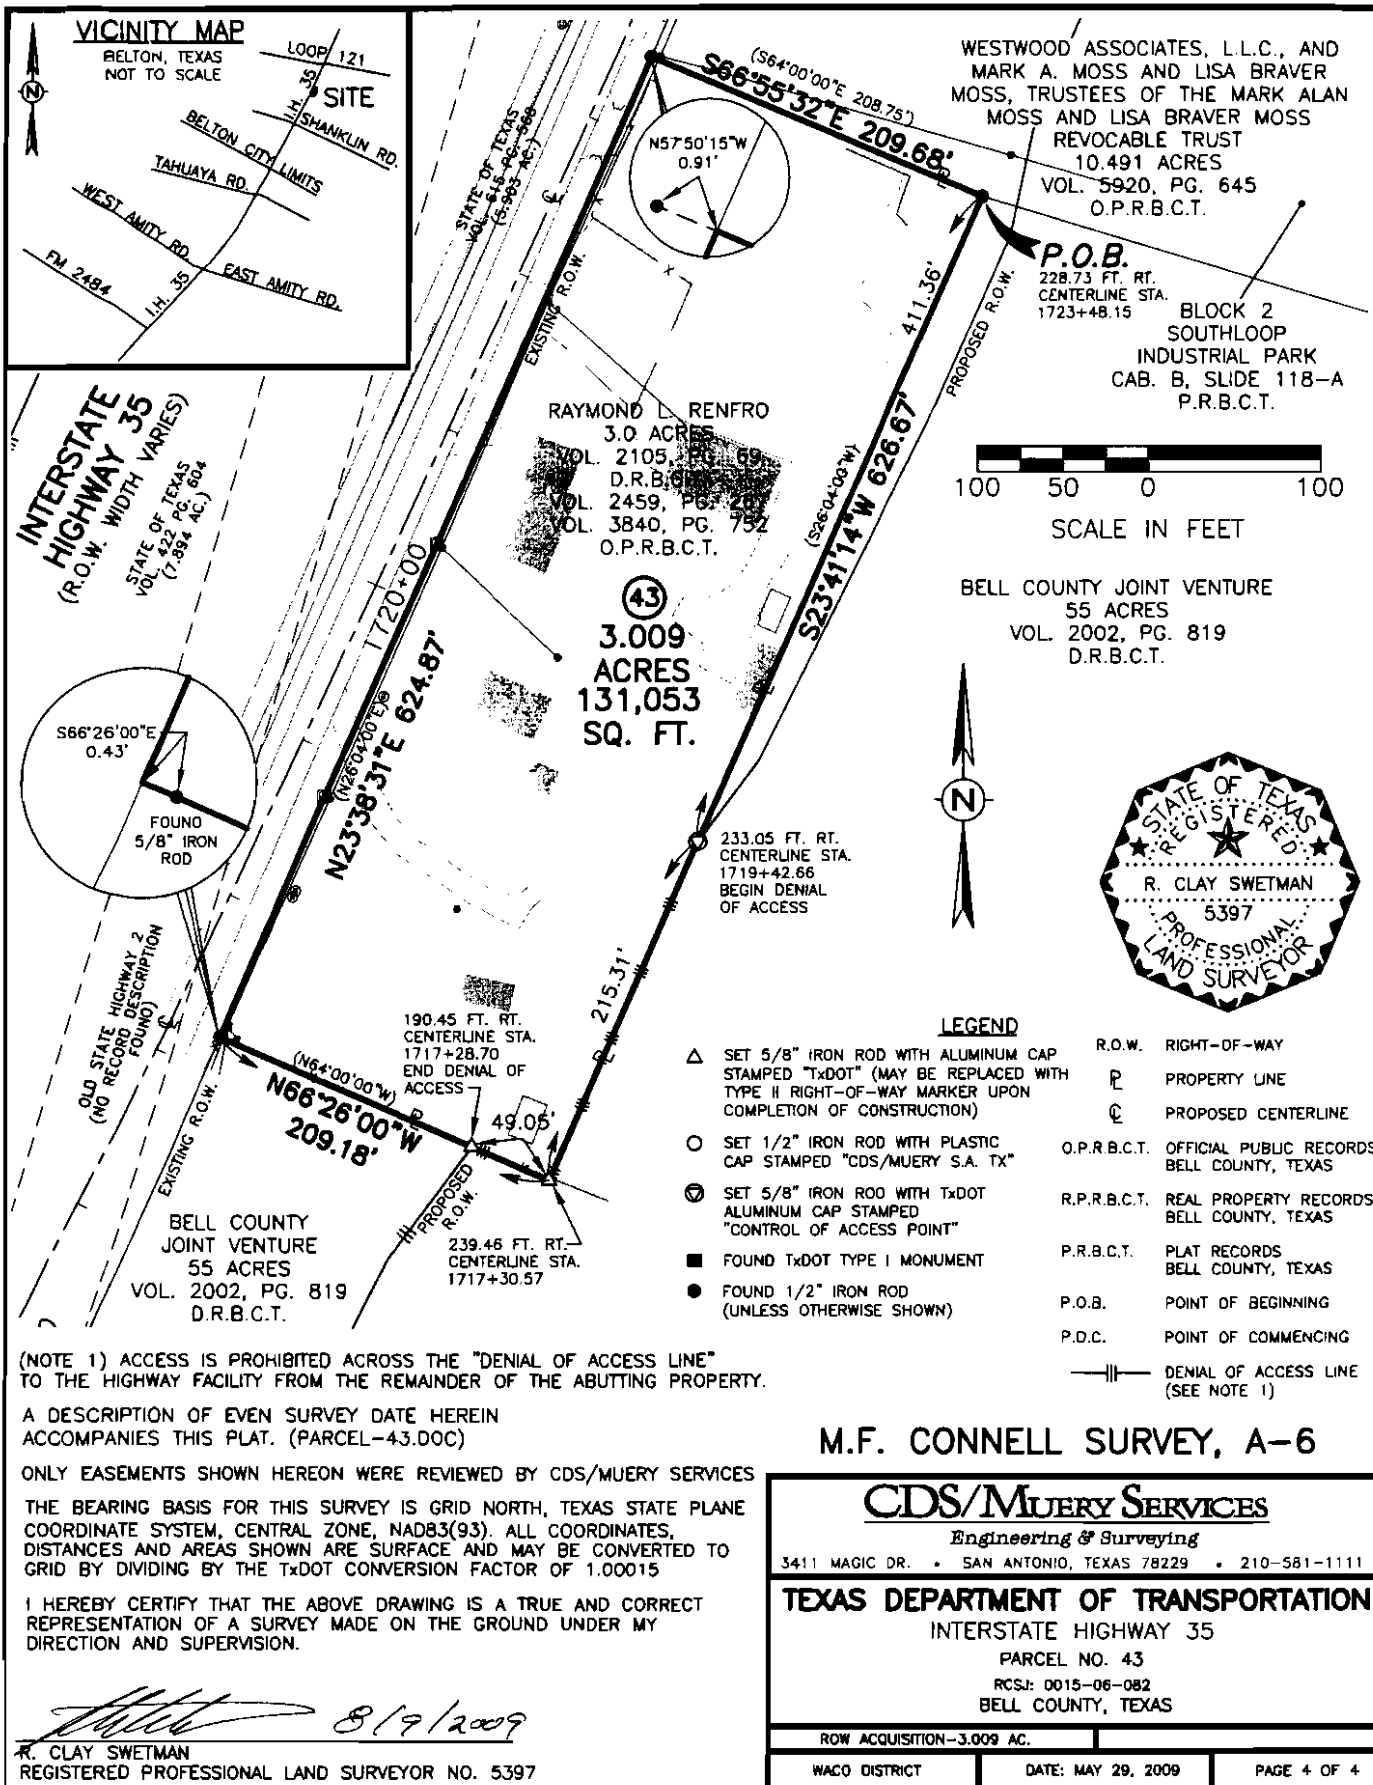 VICINITY MAP
BELTON, TEXAS
NOT TO SCALE
N
LOOP 121
I.H. 35
SITE
SHANKLIN RD.
BELTON CITY LIMITS
TAHUAYA RD.
WEST AMITY RD.
EAST AMITY RD.
FM 2484
I.H. 35
STATE OF TEXAS
VOL. 615 PG. 568
(5.903 AC.)
(S64°00'00"E 208.75')
S66°55'32"E 209.68'
N57°50'15"W
0.91'
WESTWOOD ASSOCIATES, L.L.C., AND
MARK A. MOSS AND LISA BRAVER
MOSS, TRUSTEES OF THE MARK ALAN
MOSS AND LISA BRAVER MOSS
REVOCABLE TRUST
10.491 ACRES
VOL. 5920, PG. 645
O.P.R.B.C.T.
P.O.B.
228.73 FT. RT.
CENTERLINE STA.
1723+48.15
BLOCK 2
SOUTHLOOP
INDUSTRIAL PARK
CAB. B, SLIDE 118-A
P.R.B.C.T.
EXISTING R.O.W.
PROPOSED R.O.W.
411.36'
INTERSTATE
HIGHWAY 35
(R.O.W. WIDTH VARIES)
STATE OF TEXAS
VOL. 422 PG. 604
(7.894 AC.)
RAYMOND L. RENFRO
3.0 ACRES
VOL. 2105, PG. 69
D.R.B.C.T.
VOL. 2459, PG.
VOL. 3840, PG. 752
O.P.R.B.C.T.
(S26°04'00"W)
S23°41'14"W 626.67'
100 50 0 100
SCALE IN FEET
BELL COUNTY JOINT VENTURE
55 ACRES
VOL. 2002, PG. 819
D.R.B.C.T.
1720+00
43
3.009
ACRES
131,053
SQ. FT.
(N26°04'00"E)
N23°38'31"E 624.87'
S66°26'00"E
0.43'
FOUND
5/8" IRON
ROD
N
STATE OF TEXAS
REGISTERED
R. CLAY SWETMAN
5397
PROFESSIONAL
LAND SURVEYOR
233.05 FT. RT.
CENTERLINE STA.
1719+42.66
BEGIN DENIAL
OF ACCESS
OLD STATE HIGHWAY 2
(NO RECORD DESCRIPTION
FOUND)
215.31'
190.45 FT. RT.
CENTERLINE STA.
1717+28.70
END DENIAL OF
ACCESS
(N64°00'00"W)
N66°26'00"W
209.18'
49.05'
EXISTING R.O.W.
PROPOSED
R.O.W.
239.46 FT. RT.
CENTERLINE STA.
1717+30.57
BELL COUNTY
JOINT VENTURE
55 ACRES
VOL. 2002, PG. 819
D.R.B.C.T.
LEGEND
SET 5/8" IRON ROD WITH ALUMINUM CAP
STAMPED "TxDOT" (MAY BE REPLACED WITH
TYPE II RIGHT-OF-WAY MARKER UPON
COMPLETION OF CONSTRUCTION)
SET 1/2" IRON ROD WITH PLASTIC
CAP STAMPED "CDS/MUERY S.A. TX"
SET 5/8" IRON ROD WITH TxDOT
ALUMINUM CAP STAMPED
"CONTROL OF ACCESS POINT"
FOUND TxDOT TYPE I MONUMENT
FOUND 1/2" IRON ROD
(UNLESS OTHERWISE SHOWN)
R.O.W. RIGHT-OF-WAY
PL PROPERTY LINE
CL PROPOSED CENTERLINE
O.P.R.B.C.T. OFFICIAL PUBLIC RECORDS
BELL COUNTY, TEXAS
R.P.R.B.C.T. REAL PROPERTY RECORDS
BELL COUNTY, TEXAS
P.R.B.C.T. PLAT RECORDS
BELL COUNTY, TEXAS
P.O.B. POINT OF BEGINNING
P.O.C. POINT OF COMMENCING
DENIAL OF ACCESS LINE
(SEE NOTE 1)
(NOTE 1) ACCESS IS PROHIBITED ACROSS THE "DENIAL OF ACCESS LINE"
TO THE HIGHWAY FACILITY FROM THE REMAINDER OF THE ABUTTING PROPERTY.
A DESCRIPTION OF EVEN SURVEY DATE HEREIN
ACCOMPANIES THIS PLAT. (PARCEL-43.DOC)
ONLY EASEMENTS SHOWN HEREON WERE REVIEWED BY CDS/MUERY SERVICES
THE BEARING BASIS FOR THIS SURVEY IS GRID NORTH, TEXAS STATE PLANE
COORDINATE SYSTEM, CENTRAL ZONE, NAD83(93). ALL COORDINATES,
DISTANCES AND AREAS SHOWN ARE SURFACE AND MAY BE CONVERTED TO
GRID BY DIVIDING BY THE TxDOT CONVERSION FACTOR OF 1.00015
I HEREBY CERTIFY THAT THE ABOVE DRAWING IS A TRUE AND CORRECT
REPRESENTATION OF A SURVEY MADE ON THE GROUND UNDER MY
DIRECTION AND SUPERVISION.
8/9/2009
R. CLAY SWETMAN
REGISTERED PROFESSIONAL LAND SURVEYOR NO. 5397
M.F. CONNELL SURVEY, A-6
CDS/MUERY SERVICES
Engineering & Surveying
3411 MAGIC DR. • SAN ANTONIO, TEXAS 78229 • 210-581-1111
TEXAS DEPARTMENT OF TRANSPORTATION
INTERSTATE HIGHWAY 35
PARCEL NO. 43
RCSJ: 0015-06-082
BELL COUNTY, TEXAS
ROW ACQUISITION-3.009 AC.
WACO DISTRICT
DATE: MAY 29, 2009
PAGE 4 OF 4